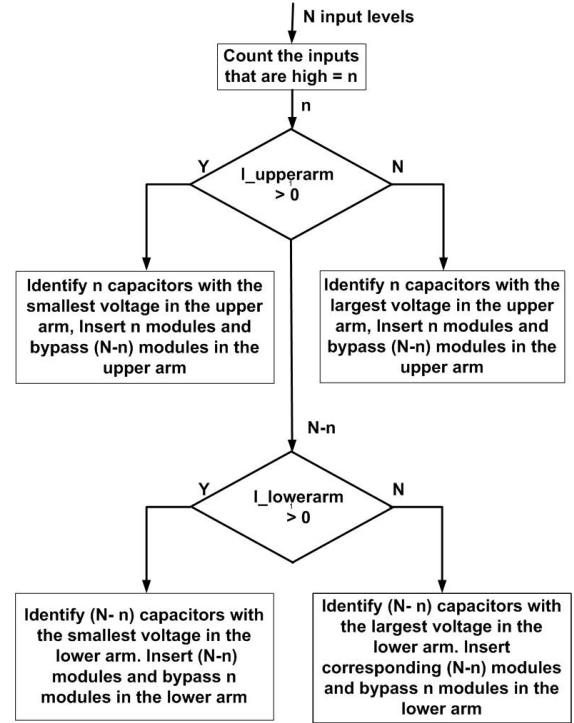 N input levels
Count the inputs
that are high = n
n
Y
I_upperarm
> 0
N
Identify n capacitors with the
smallest voltage in the upper
arm, Insert n modules and
bypass (N-n) modules in the
upper arm
Identify n capacitors with the
largest voltage in the upper
arm, Insert n modules and
bypass (N-n) modules in the
upper arm
N-n
Y
I_lowerarm
> 0
N
Identify (N- n) capacitors with
the smallest voltage in the
lower arm. Insert (N-n)
modules and bypass n
modules in the lower arm
Identify (N- n) capacitors with
the largest voltage in the
lower arm. Insert
corresponding (N-n) modules
and bypass n modules in the
lower arm